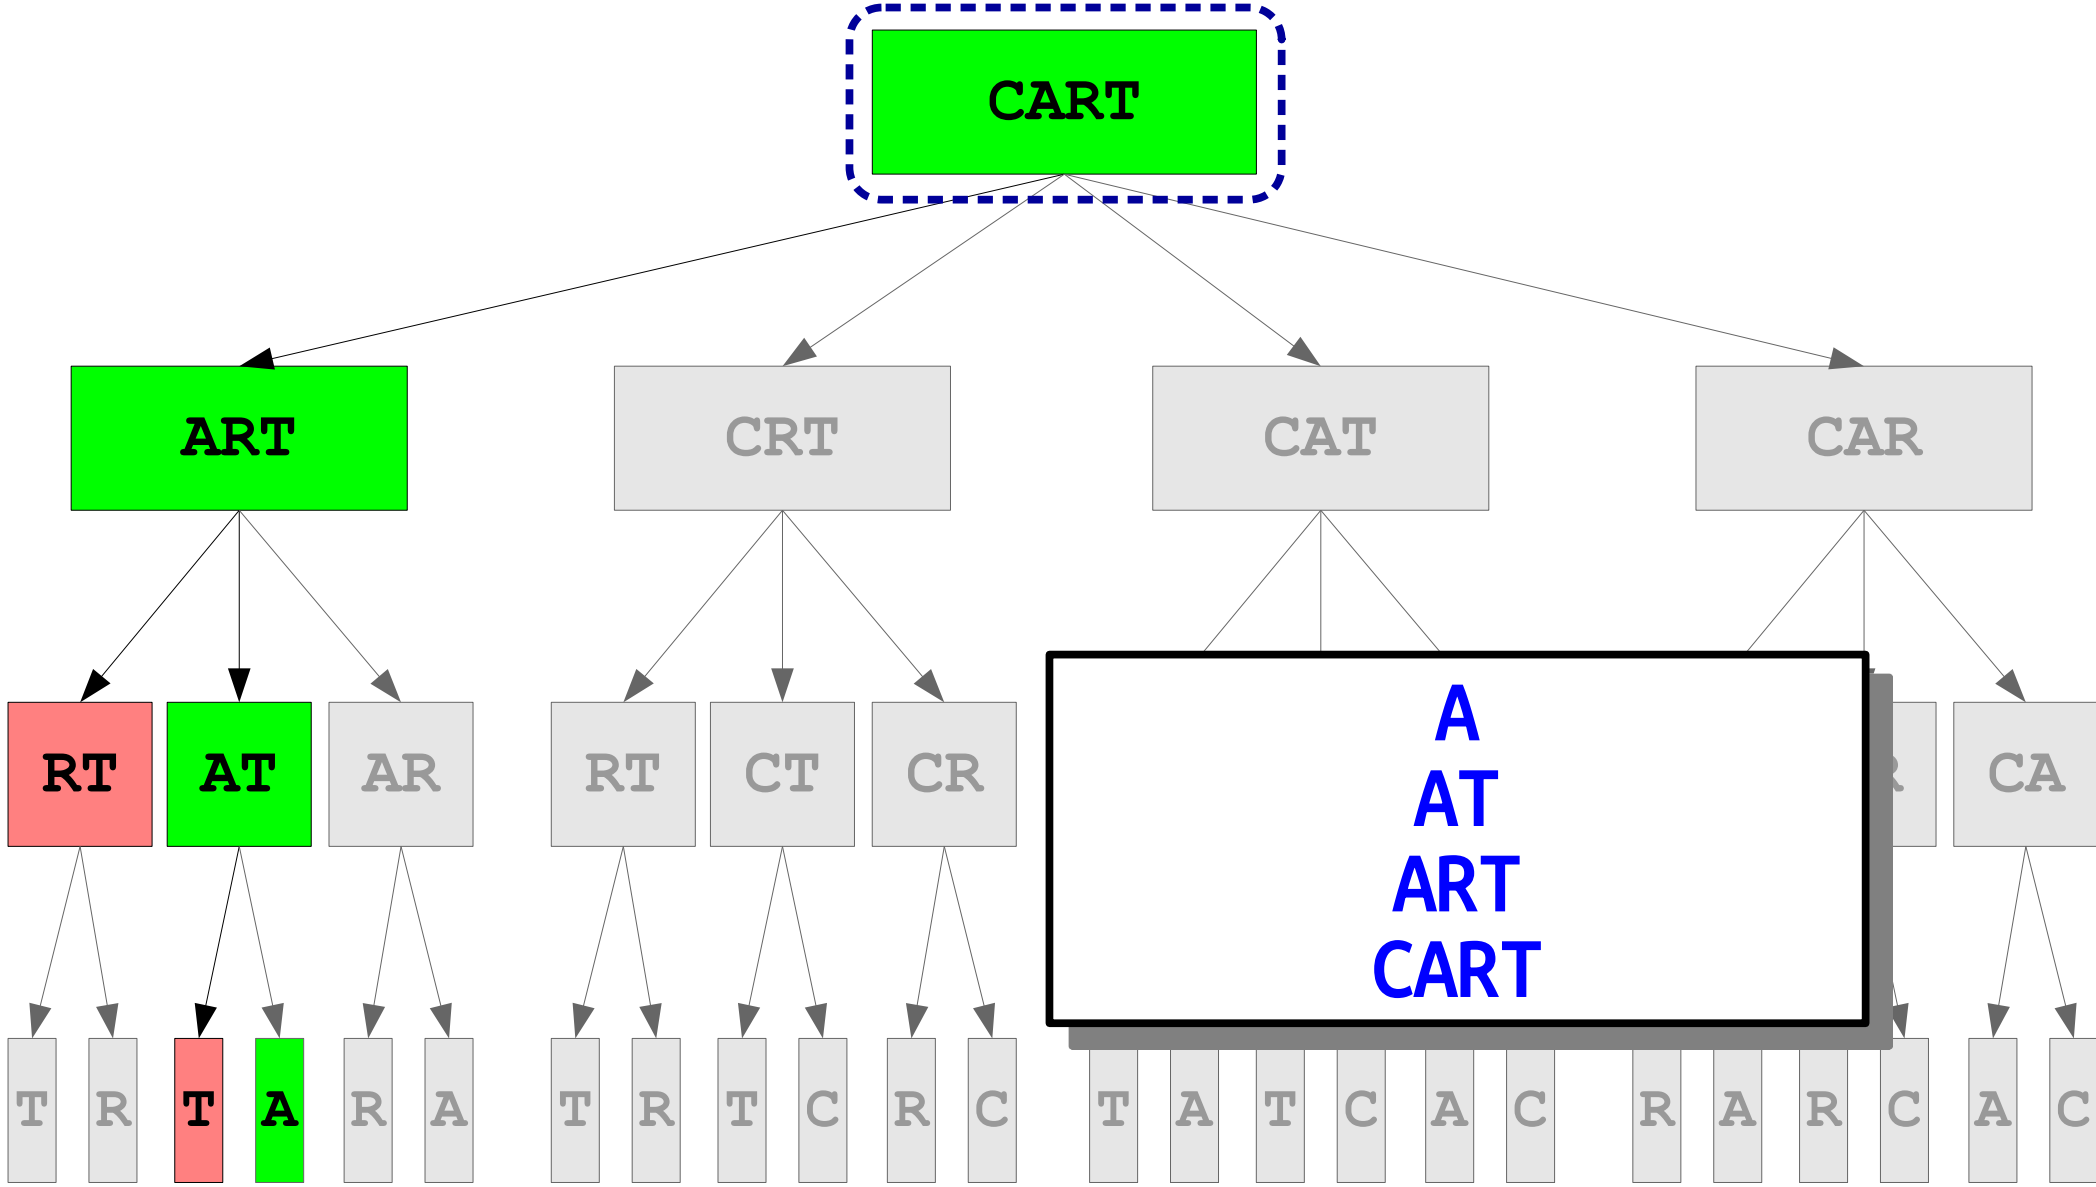 CART
ART CRT CAT CAR
RT AT AR RT CT CR R CA
A
AT
ART
CART
T R T A R A T R T C R C T A T C A C R A R C A C